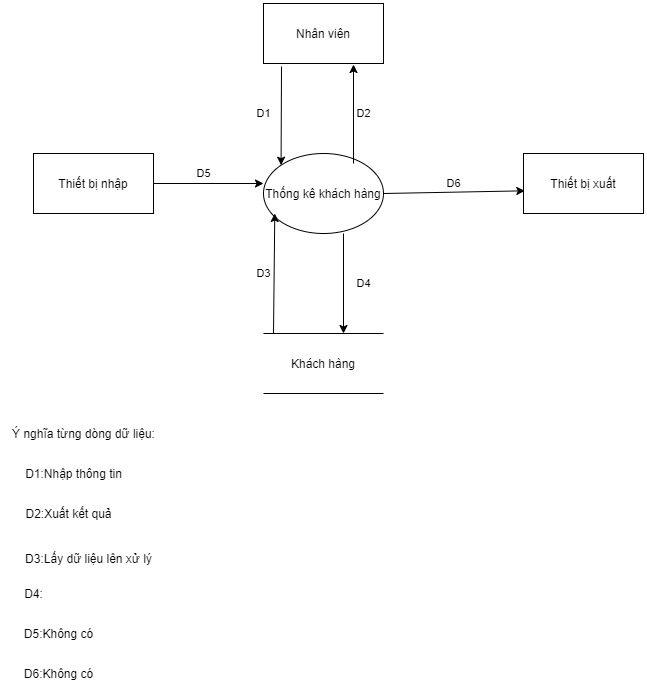 Nhân viên
D1
D2
Thiết bị nhập
D5
Thống kê khách hàng
D6
Thiết bị xuất
D3
D4
Khách hàng
Ý nghĩa từng dòng dữ liệu:
D1:Nhập thông tin
D2:Xuất kết quả
D3:Lấy dữ liệu lên xử lý
D4:
D5:Không có
D6:Không có